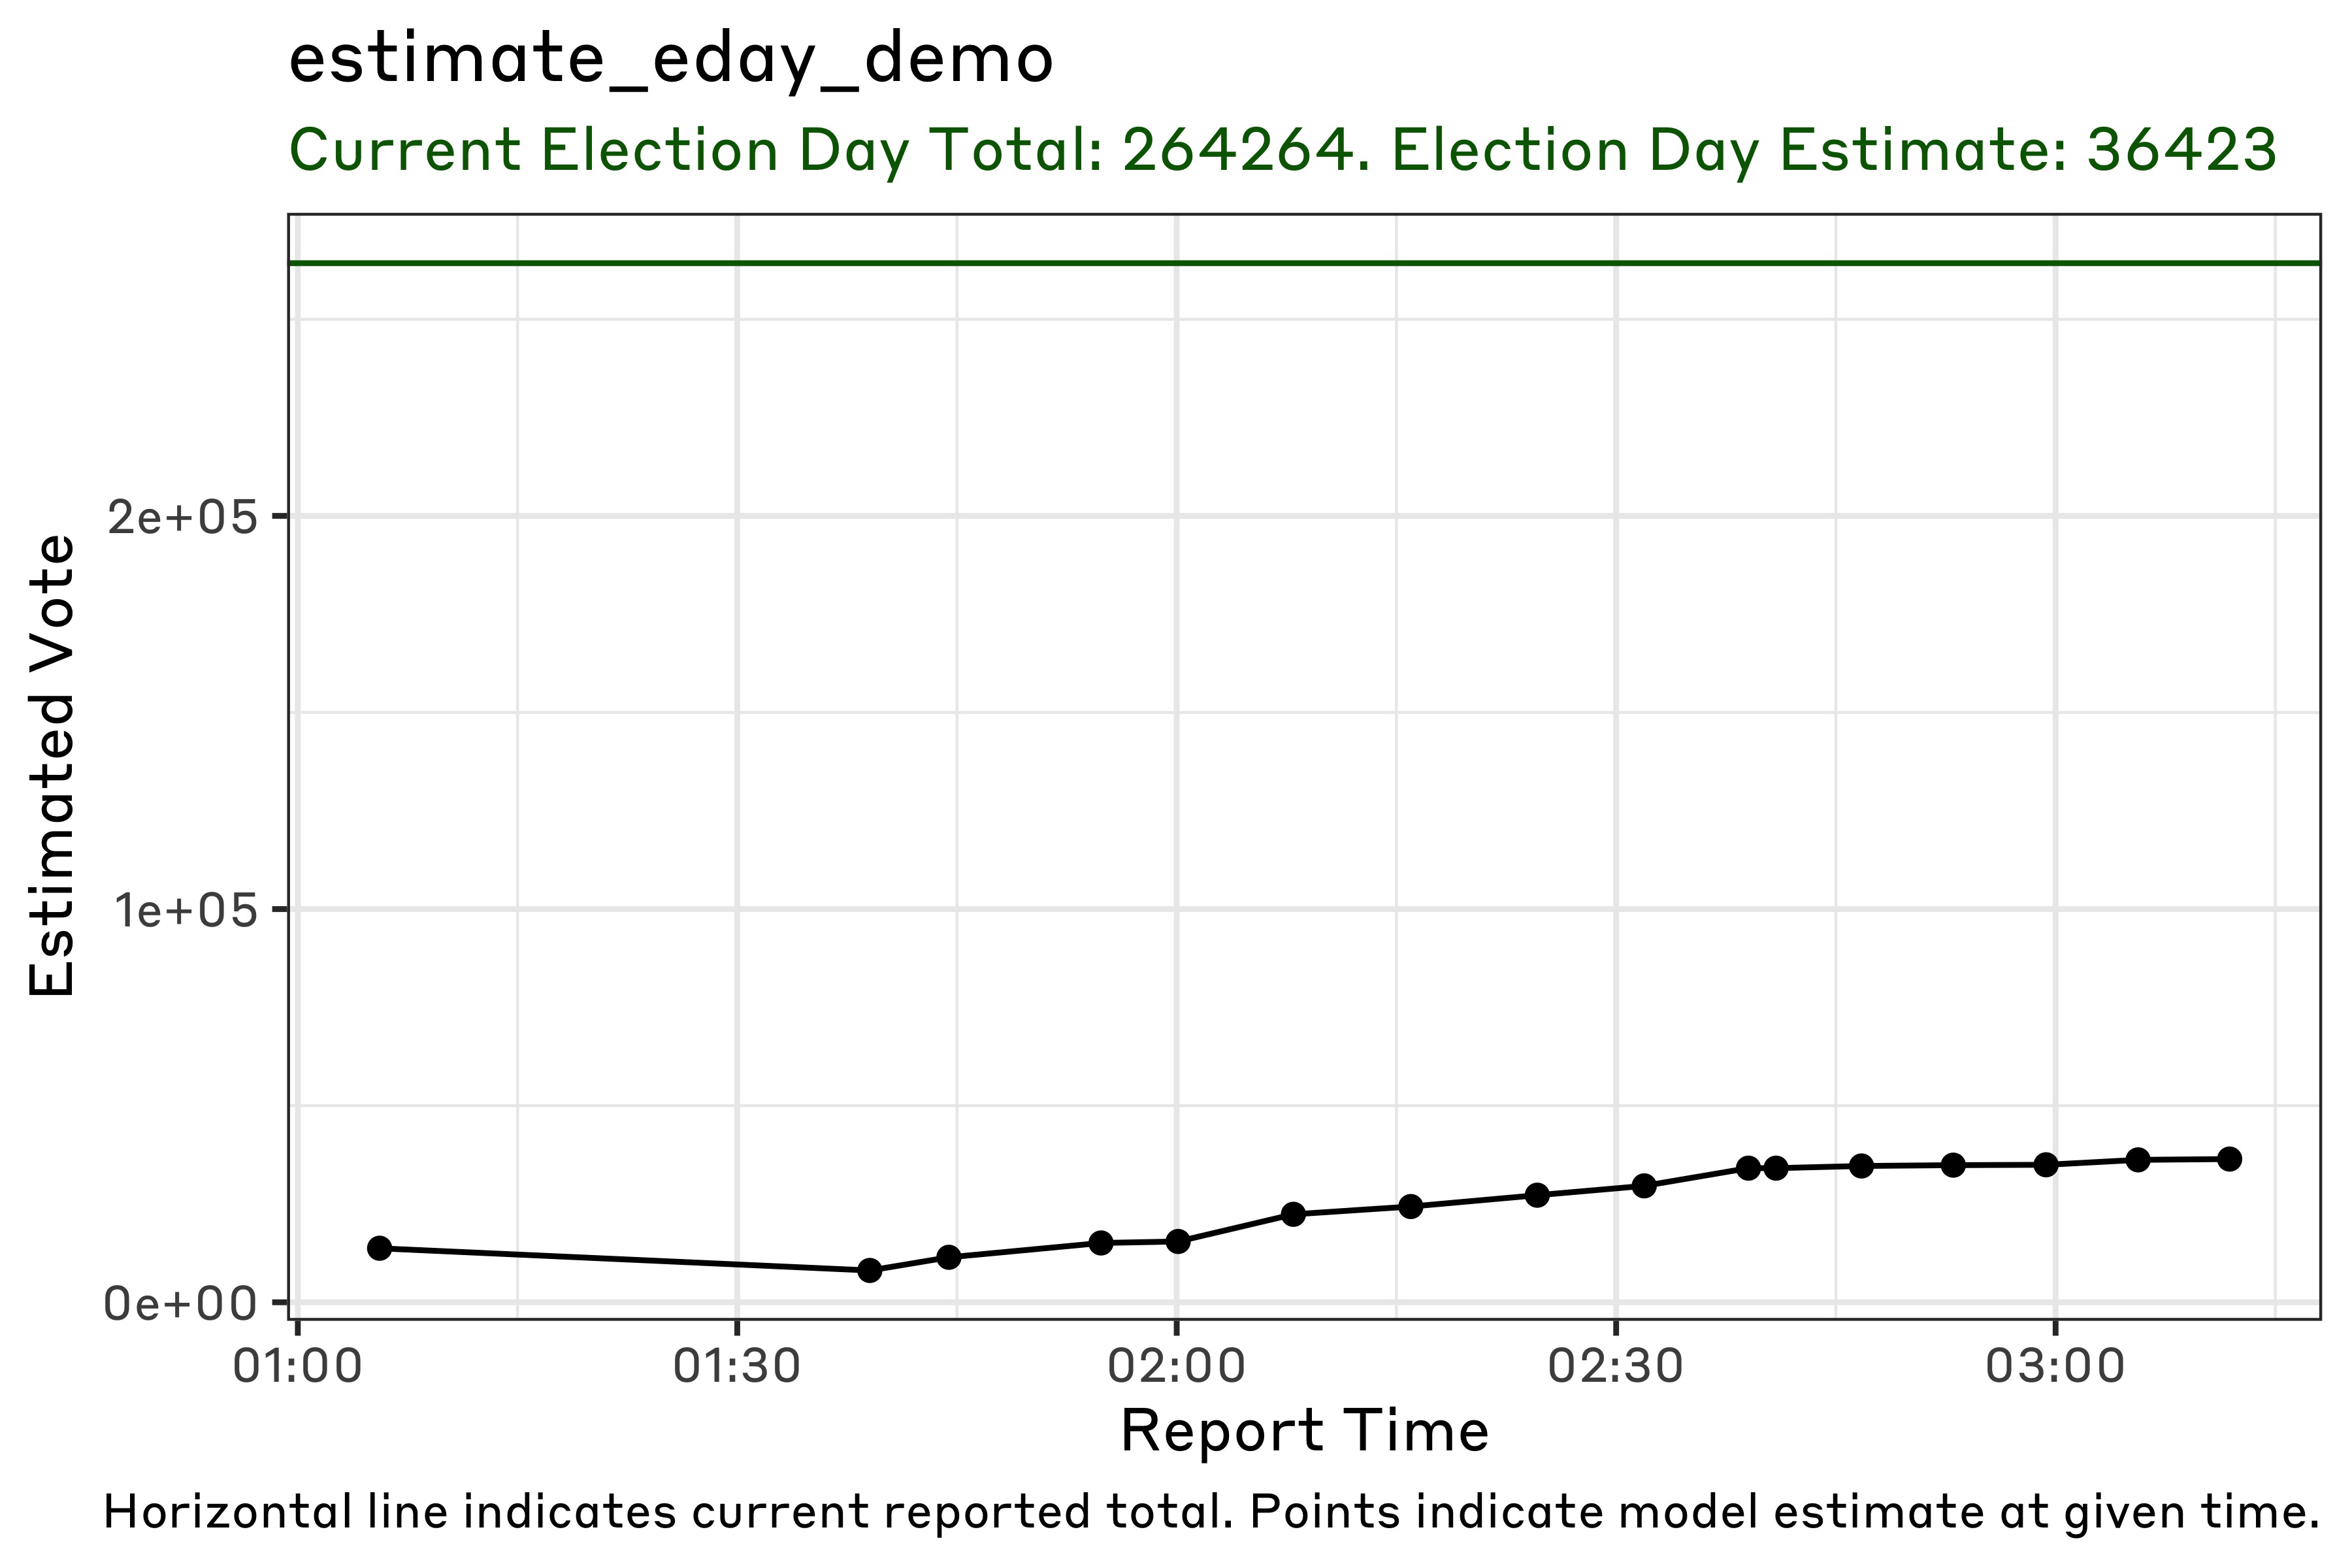 estimate_eday_demo
Current Election Day Total: 264264. Election Day Estimate: 36423
Estimated Vote
2e+05
1e+05
0e+00
01:00 01:30 02:00 02:30 03:00
Report Time
Horizontal line indicates current reported total. Points indicate model estimate at given time.